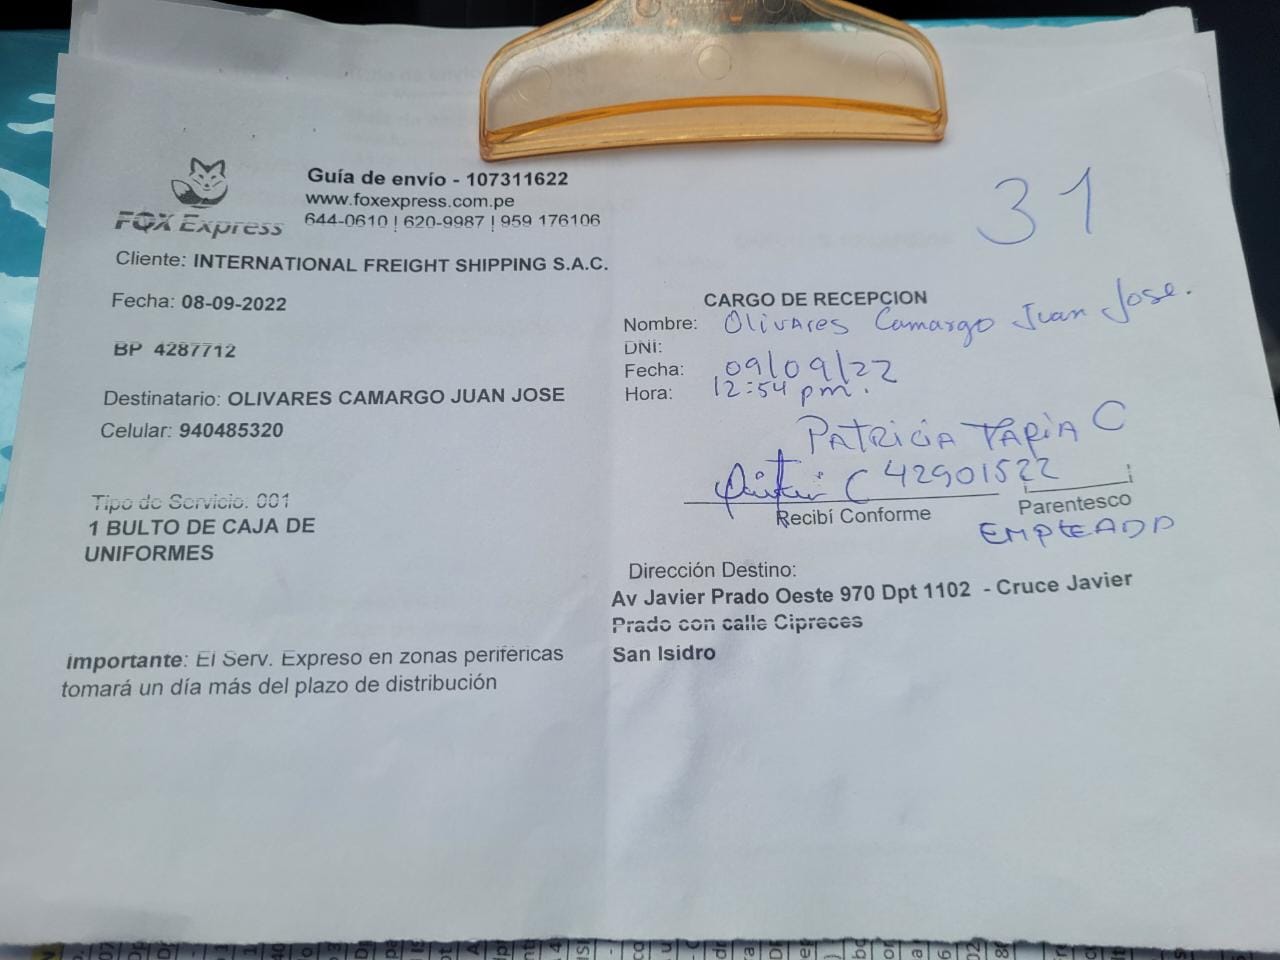 FOX Express
Guía de envío - 107311622
www.foxexpress.com.pe
644-0610 | 620-9987 | 959 176106
31
Cliente: INTERNATIONAL FREIGHT SHIPPING S.A.C.
Fecha: 08-09-2022
BP 4287712
Destinatario: OLIVARES CAMARGO JUAN JOSE
Celular: 940485320
Tipo de Servicio. 001
1 BULTO DE CAJA DE
UNIFORMES
Importante: El Serv. Expreso en zonas periféricas
tomará un día más del plazo de distribución
CARGO DE RECEPCION
Nombre: Olivares Camargo Juan Jose.
DNI:
Fecha: 09/09/22
Hora: 12:54 pm.
PATRICIA TAPIA C
42901522
Recibí Conforme
Parentesco
EMPLEADA
Dirección Destino:
Av Javier Prado Oeste 970 Dpt 1102 - Cruce Javier
Prado con calle Cipreces
San Isidro